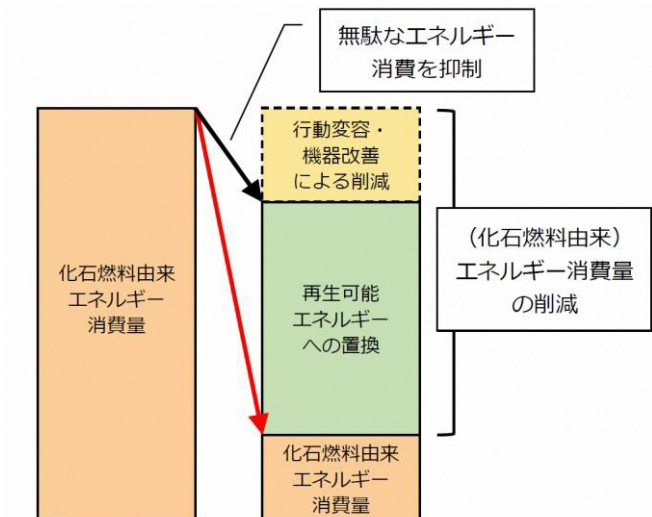 無駄なエネルギー
消費を抑制
行動変容・
機器改善
による削減
化石燃料由来
エネルギー
消費量
再生可能
エネルギー
への置換
（化石燃料由来）
エネルギー消費量
の削減
化石燃料由来
エネルギー
消費量